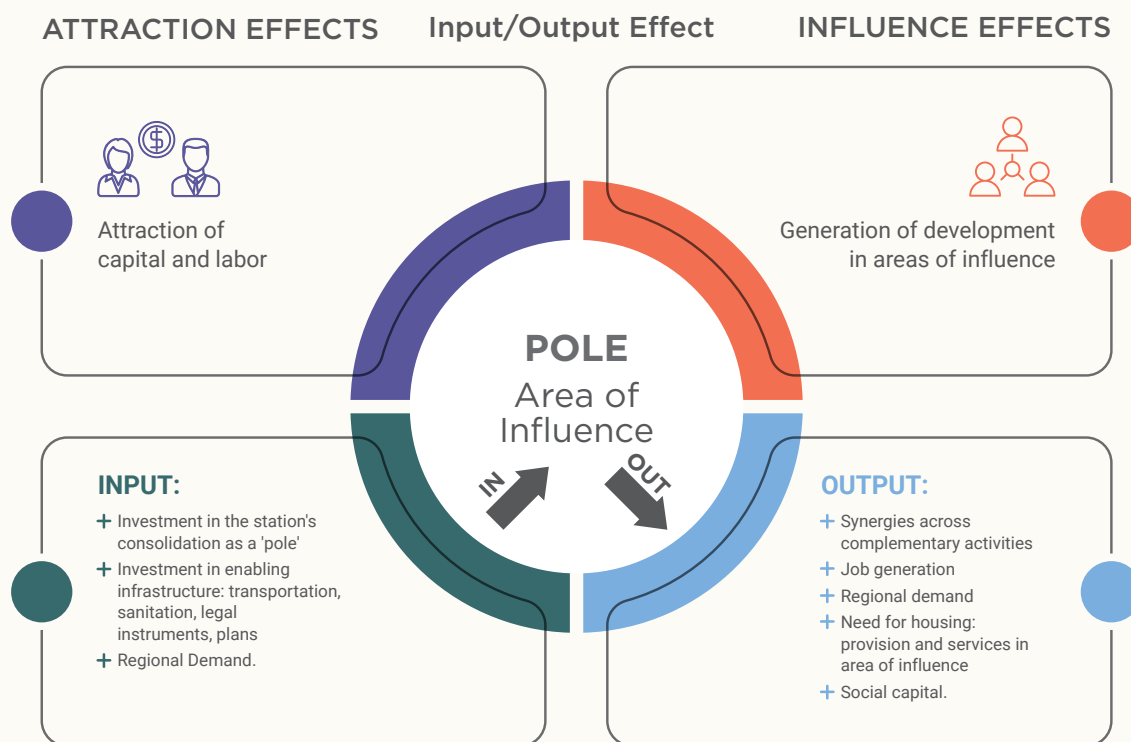 ATTRACTION EFFECTS
Input/Output Effect
INFLUENCE EFFECTS
$
Attraction of
capital and labor
Generation of development
in areas of influence
POLE
Area of
Influence
IN
OUT
INPUT:
+ Investment in the station's
consolidation as a 'pole'
+ Investment in enabling
infrastructure: transportation,
sanitation, legal
instruments, plans
+ Regional Demand.
OUTPUT:
+ Synergies across
complementary activities
+ Job generation
+ Regional demand
+ Need for housing:
provision and services in
area of influence
+ Social capital.